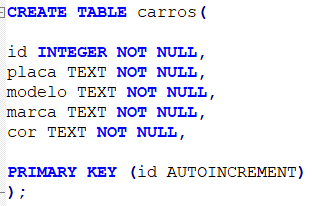 CREATE TABLE carros(
id INTEGER NOT NULL,
placa TEXT NOT NULL,
modelo TEXT NOT NULL,
marca TEXT NOT NULL,
cor TEXT NOT NULL,
PRIMARY KEY (id AUTOINCREMENT)
);